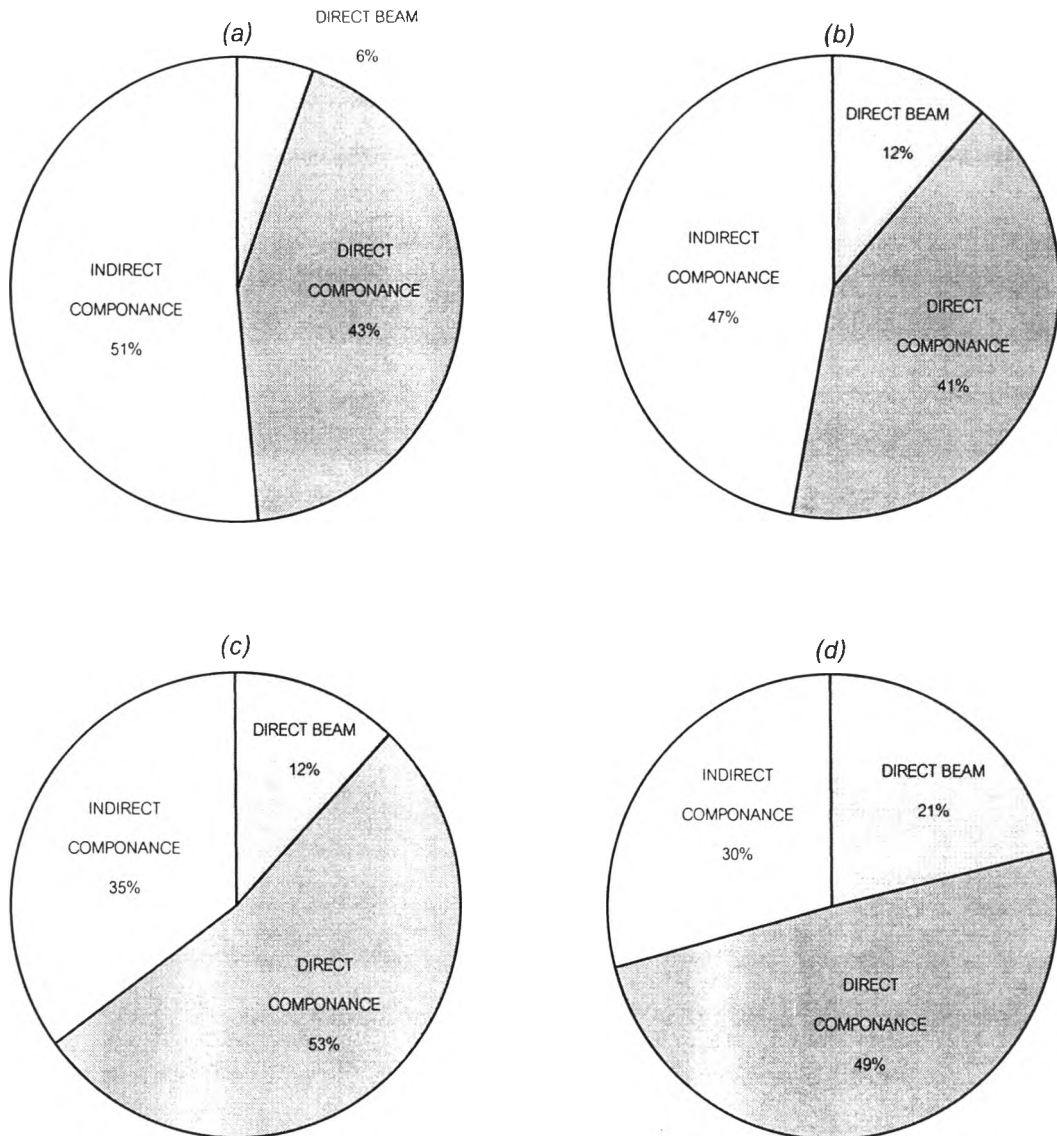 (a)
DIRECT BEAM
6%
DIRECT
COMPONANCE
43%
INDIRECT
COMPONANCE
51%
(b)
DIRECT BEAM
12%
DIRECT
COMPONANCE
41%
INDIRECT
COMPONANCE
47%
(c)
DIRECT BEAM
12%
DIRECT
COMPONANCE
53%
INDIRECT
COMPONANCE
35%
(d)
DIRECT BEAM
21%
DIRECT
COMPONANCE
49%
INDIRECT
COMPONANCE
30%